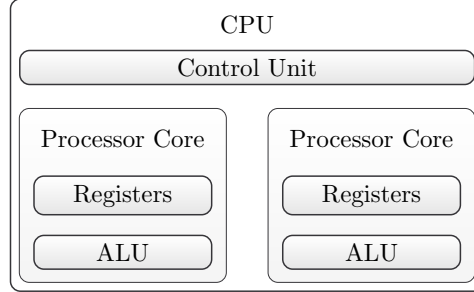 CPU
Control Unit
Processor Core
Registers
ALU
Processor Core
Registers
ALU